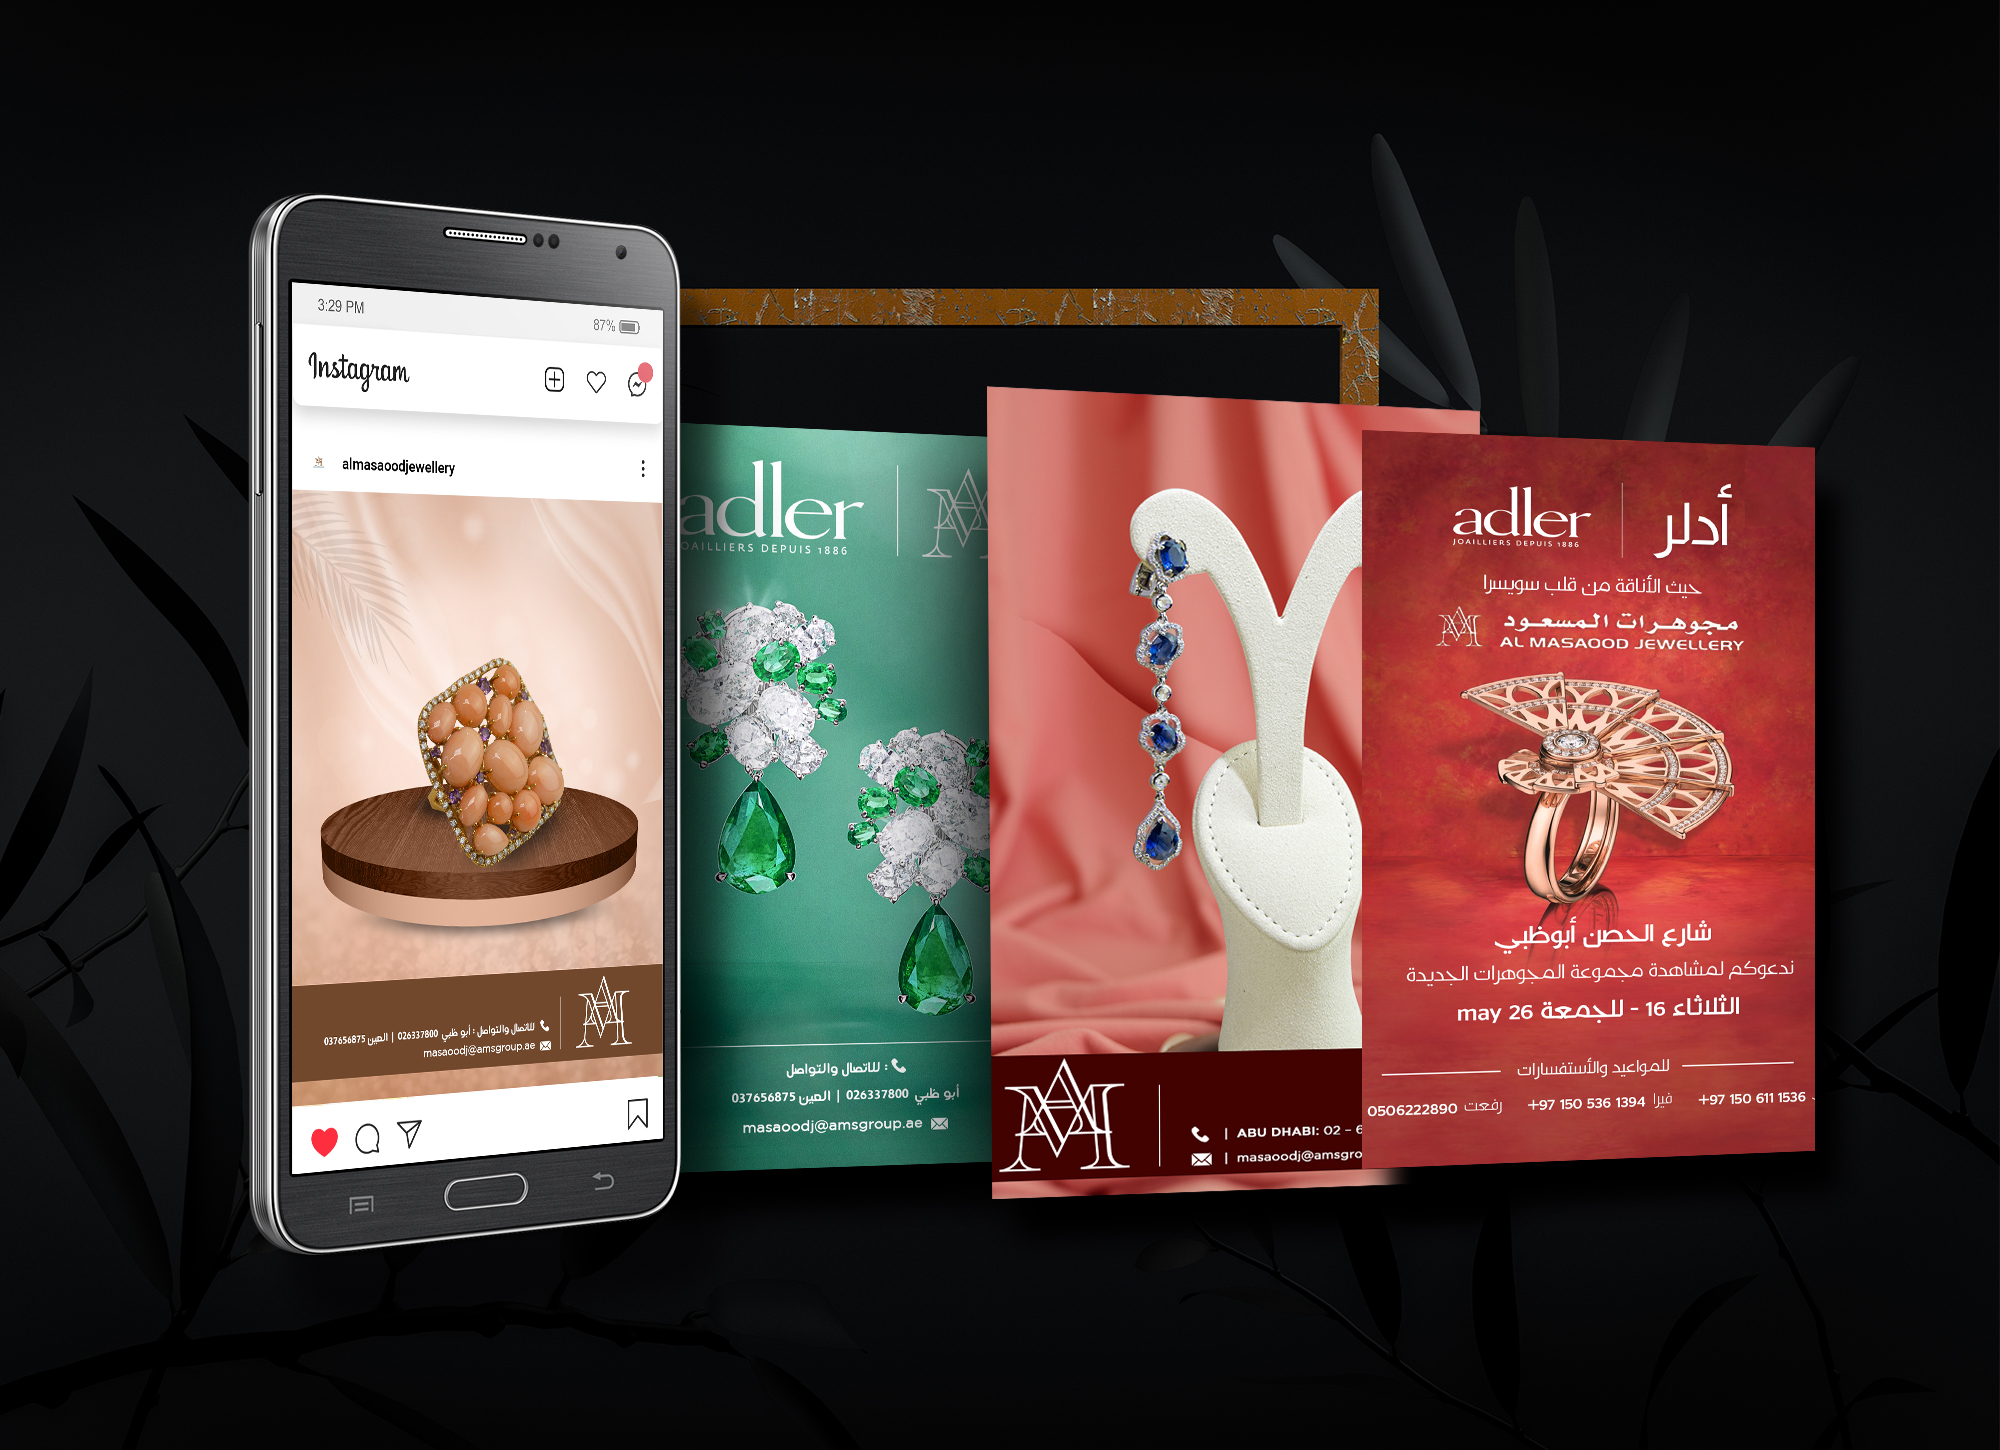 3:29 PM
87%
Instagram
almasaoodjewellery
للاتصال والتواصل : أبو ظبي 026337800 | العين 037656875
masaoodj@amsgroup.ae
adler
JOAILLIERS DEPUIS 1886
للاتصال والتواصل :
أبو ظبي 026337800 | العين 037656875
masaoodj@amsgroup.ae
| ABU DHABI: 02 - 6
| masaoodj@amsgro
adler
JOAILLIERS DEPUIS 1886
أدلر
حيث الأناقة من قلب سويسرا
مجوهرات المسعود
AL MASAOOD JEWELLERY
شارع الحصن أبوظبي
ندعوكم لمشاهدة مجموعة المجوهرات الجديدة
الثلاثاء 16 - للجمعة 26 may
للمواعيد والأستفسارات
+97 150 611 1536 فيرا +97 150 536 1394 رفعت 0506222890